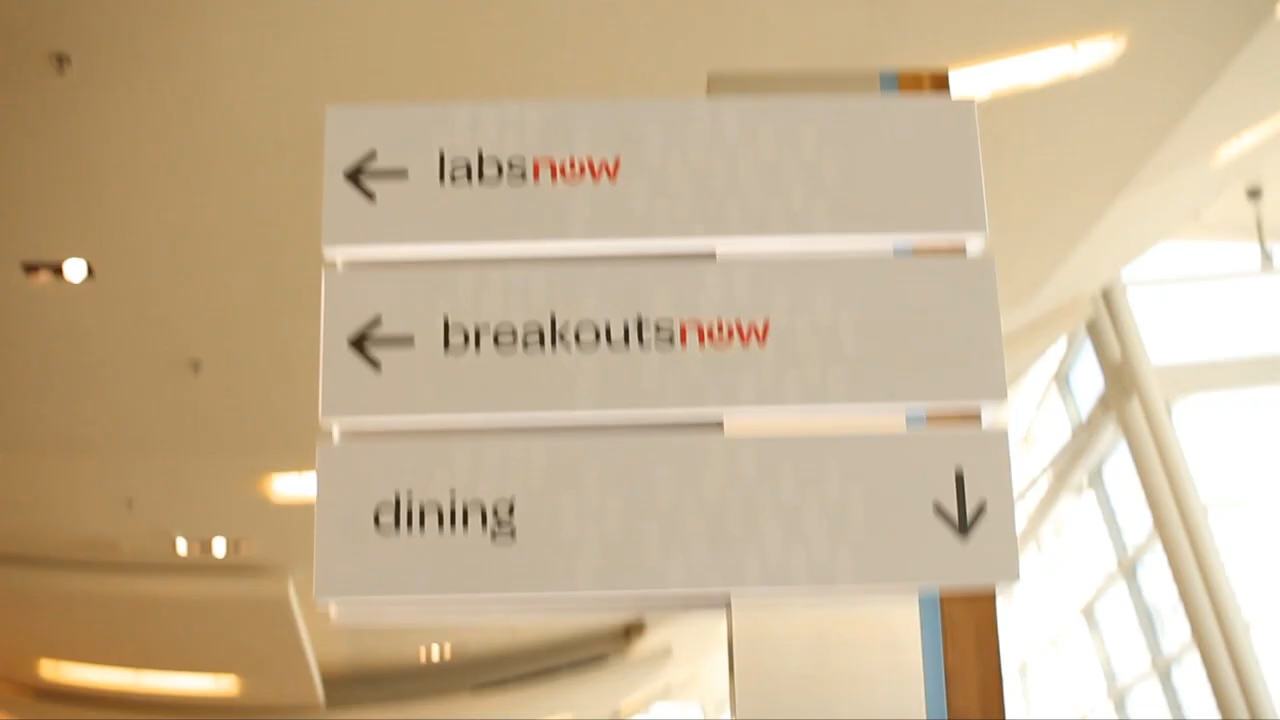 ← labsnow
← breakoutsnow
dining ↓